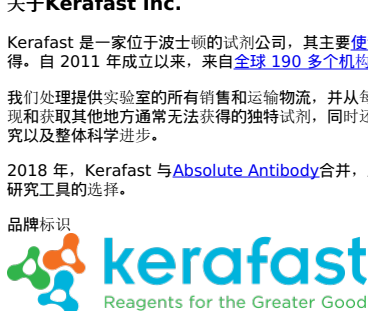 关于Kerafast Inc.
Kerafast 是一家位于波士顿的试剂公司，其主要使
得。自 2011 年成立以来，来自全球 190 多个机构
我们处理提供实验室的所有销售和运输物流，并从每
现和获取其他地方通常无法获得的独特试剂，同时还
究以及整体科学进步。
2018 年，Kerafast 与Absolute Antibody合并，
研究工具的选择。
品牌标识
kerafast
Reagents for the Greater Good